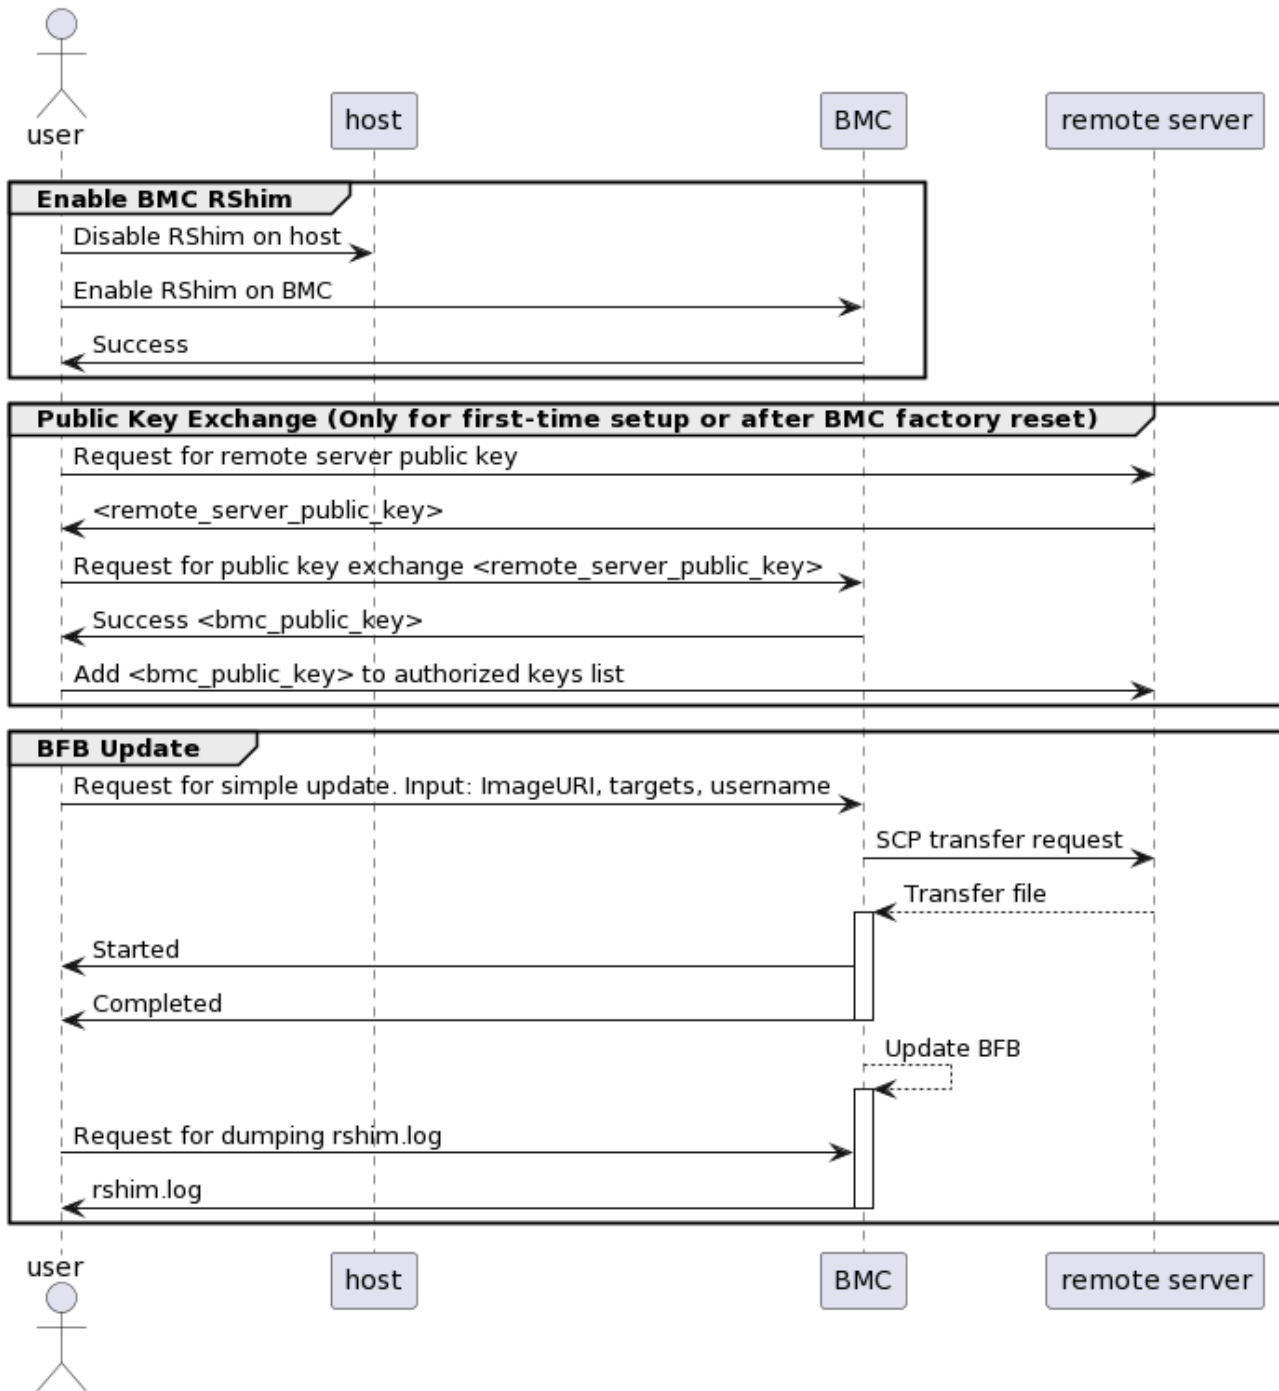 user
host
BMC
remote server
Enable BMC RShim
Disable RShim on host
Enable RShim on BMC
Success
Public Key Exchange (Only for first-time setup or after BMC factory reset)
Request for remote server public key
<remote_server_public_key>
Request for public key exchange <remote_server_public_key>
Success <bmc_public_key>
Add <bmc_public_key> to authorized keys list
BFB Update
Request for simple update. Input: ImageURI, targets, username
SCP transfer request
Transfer file
Started
Completed
Update BFB
Request for dumping rshim.log
rshim.log
user
host
BMC
remote server